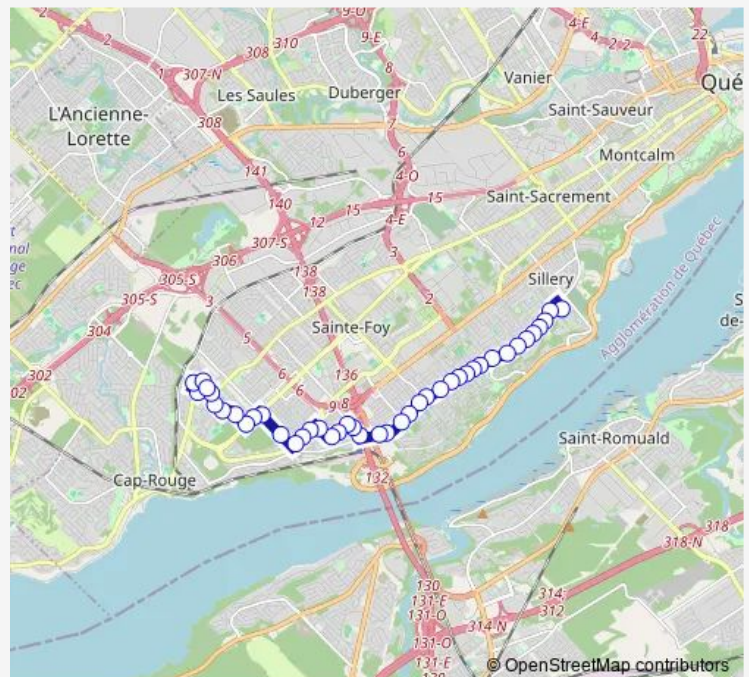 2
2
9-O
9-E
4-E
4
2 2
22
308
310
307-N
1
8
Vanier
Qué
Les Saules
Duberger
L'Ancienne-
Lorette
308
7
Saint-Sauveur
6
Montcalm
141
4-O
15
140
12
15
4-E
Saint-Sacrement
307-S
306
3
138
305-S
138
305-S
3
2
Sillery
304
5
Sainte-Foy
Agglomération de Québec
S
de-
302
6
136
6
9
8
Saint-Romuald
Cap-Rouge
132
318
318-N
130
131-E
131-O
314;
312
314-N
131-O
131-E
© OpenStreetMap contributors